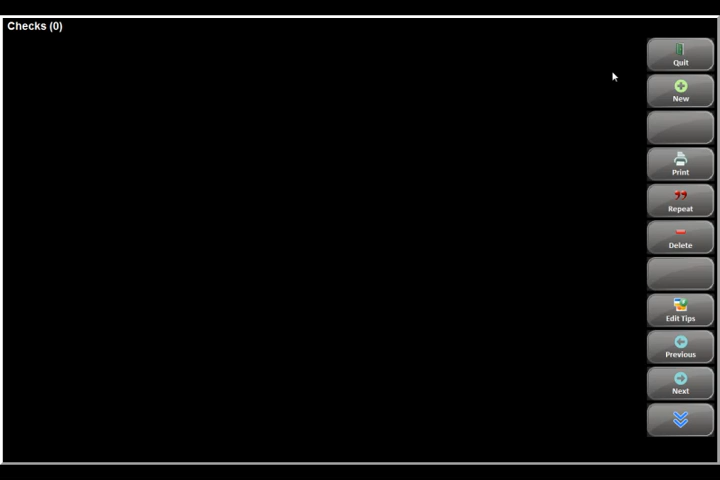 Checks (0)
Quit
New
Print
Repeat
Delete
Edit Tips
Previous
Next